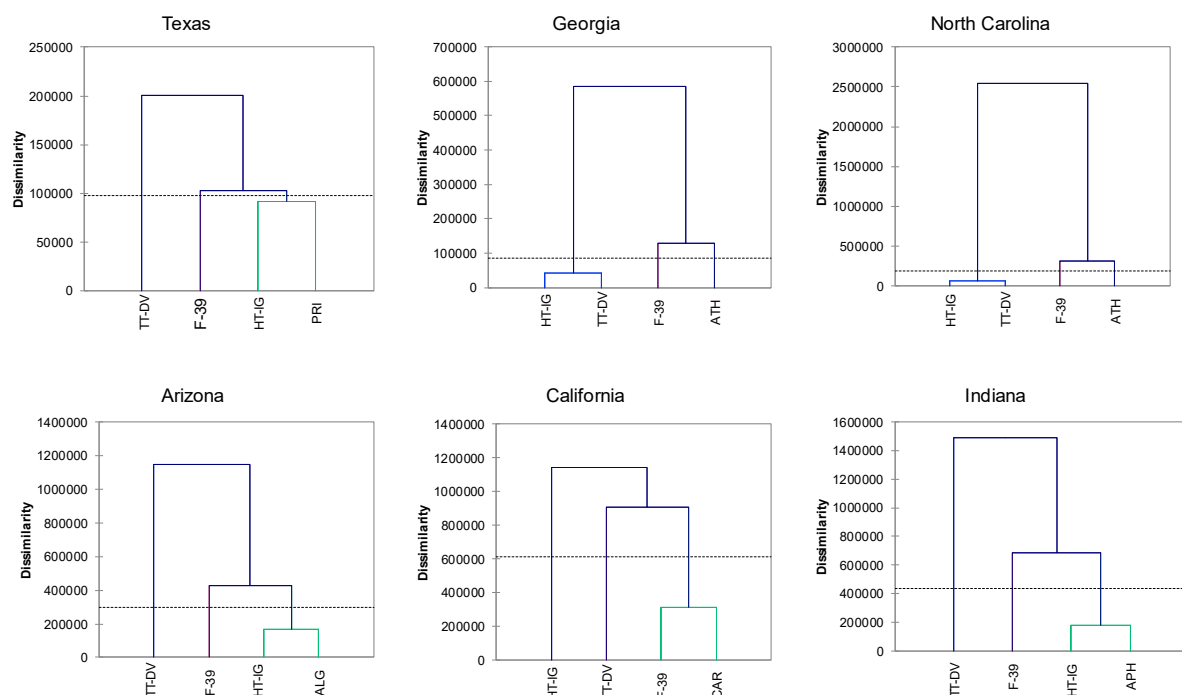 Texas
250000
200000
150000
100000
50000
0
Dissimilarity
TT-DV
F-39
HT-IG
PRI
Georgia
700000
600000
500000
400000
300000
200000
100000
0
Dissimilarity
HT-IG
TT-DV
F-39
ATH
North Carolina
3000000
2500000
2000000
1500000
1000000
500000
0
Dissimilarity
HT-IG
TT-DV
F-39
ATH
Arizona
1400000
1200000
1000000
800000
600000
400000
200000
0
Dissimilarity
TT-DV
F-39
HT-IG
ALG
California
1400000
1200000
1000000
800000
600000
400000
200000
0
Dissimilarity
HT-IG
TT-DV
F-39
CAR
Indiana
1600000
1400000
1200000
1000000
800000
600000
400000
200000
0
Dissimilarity
TT-DV
F-39
HT-IG
APH